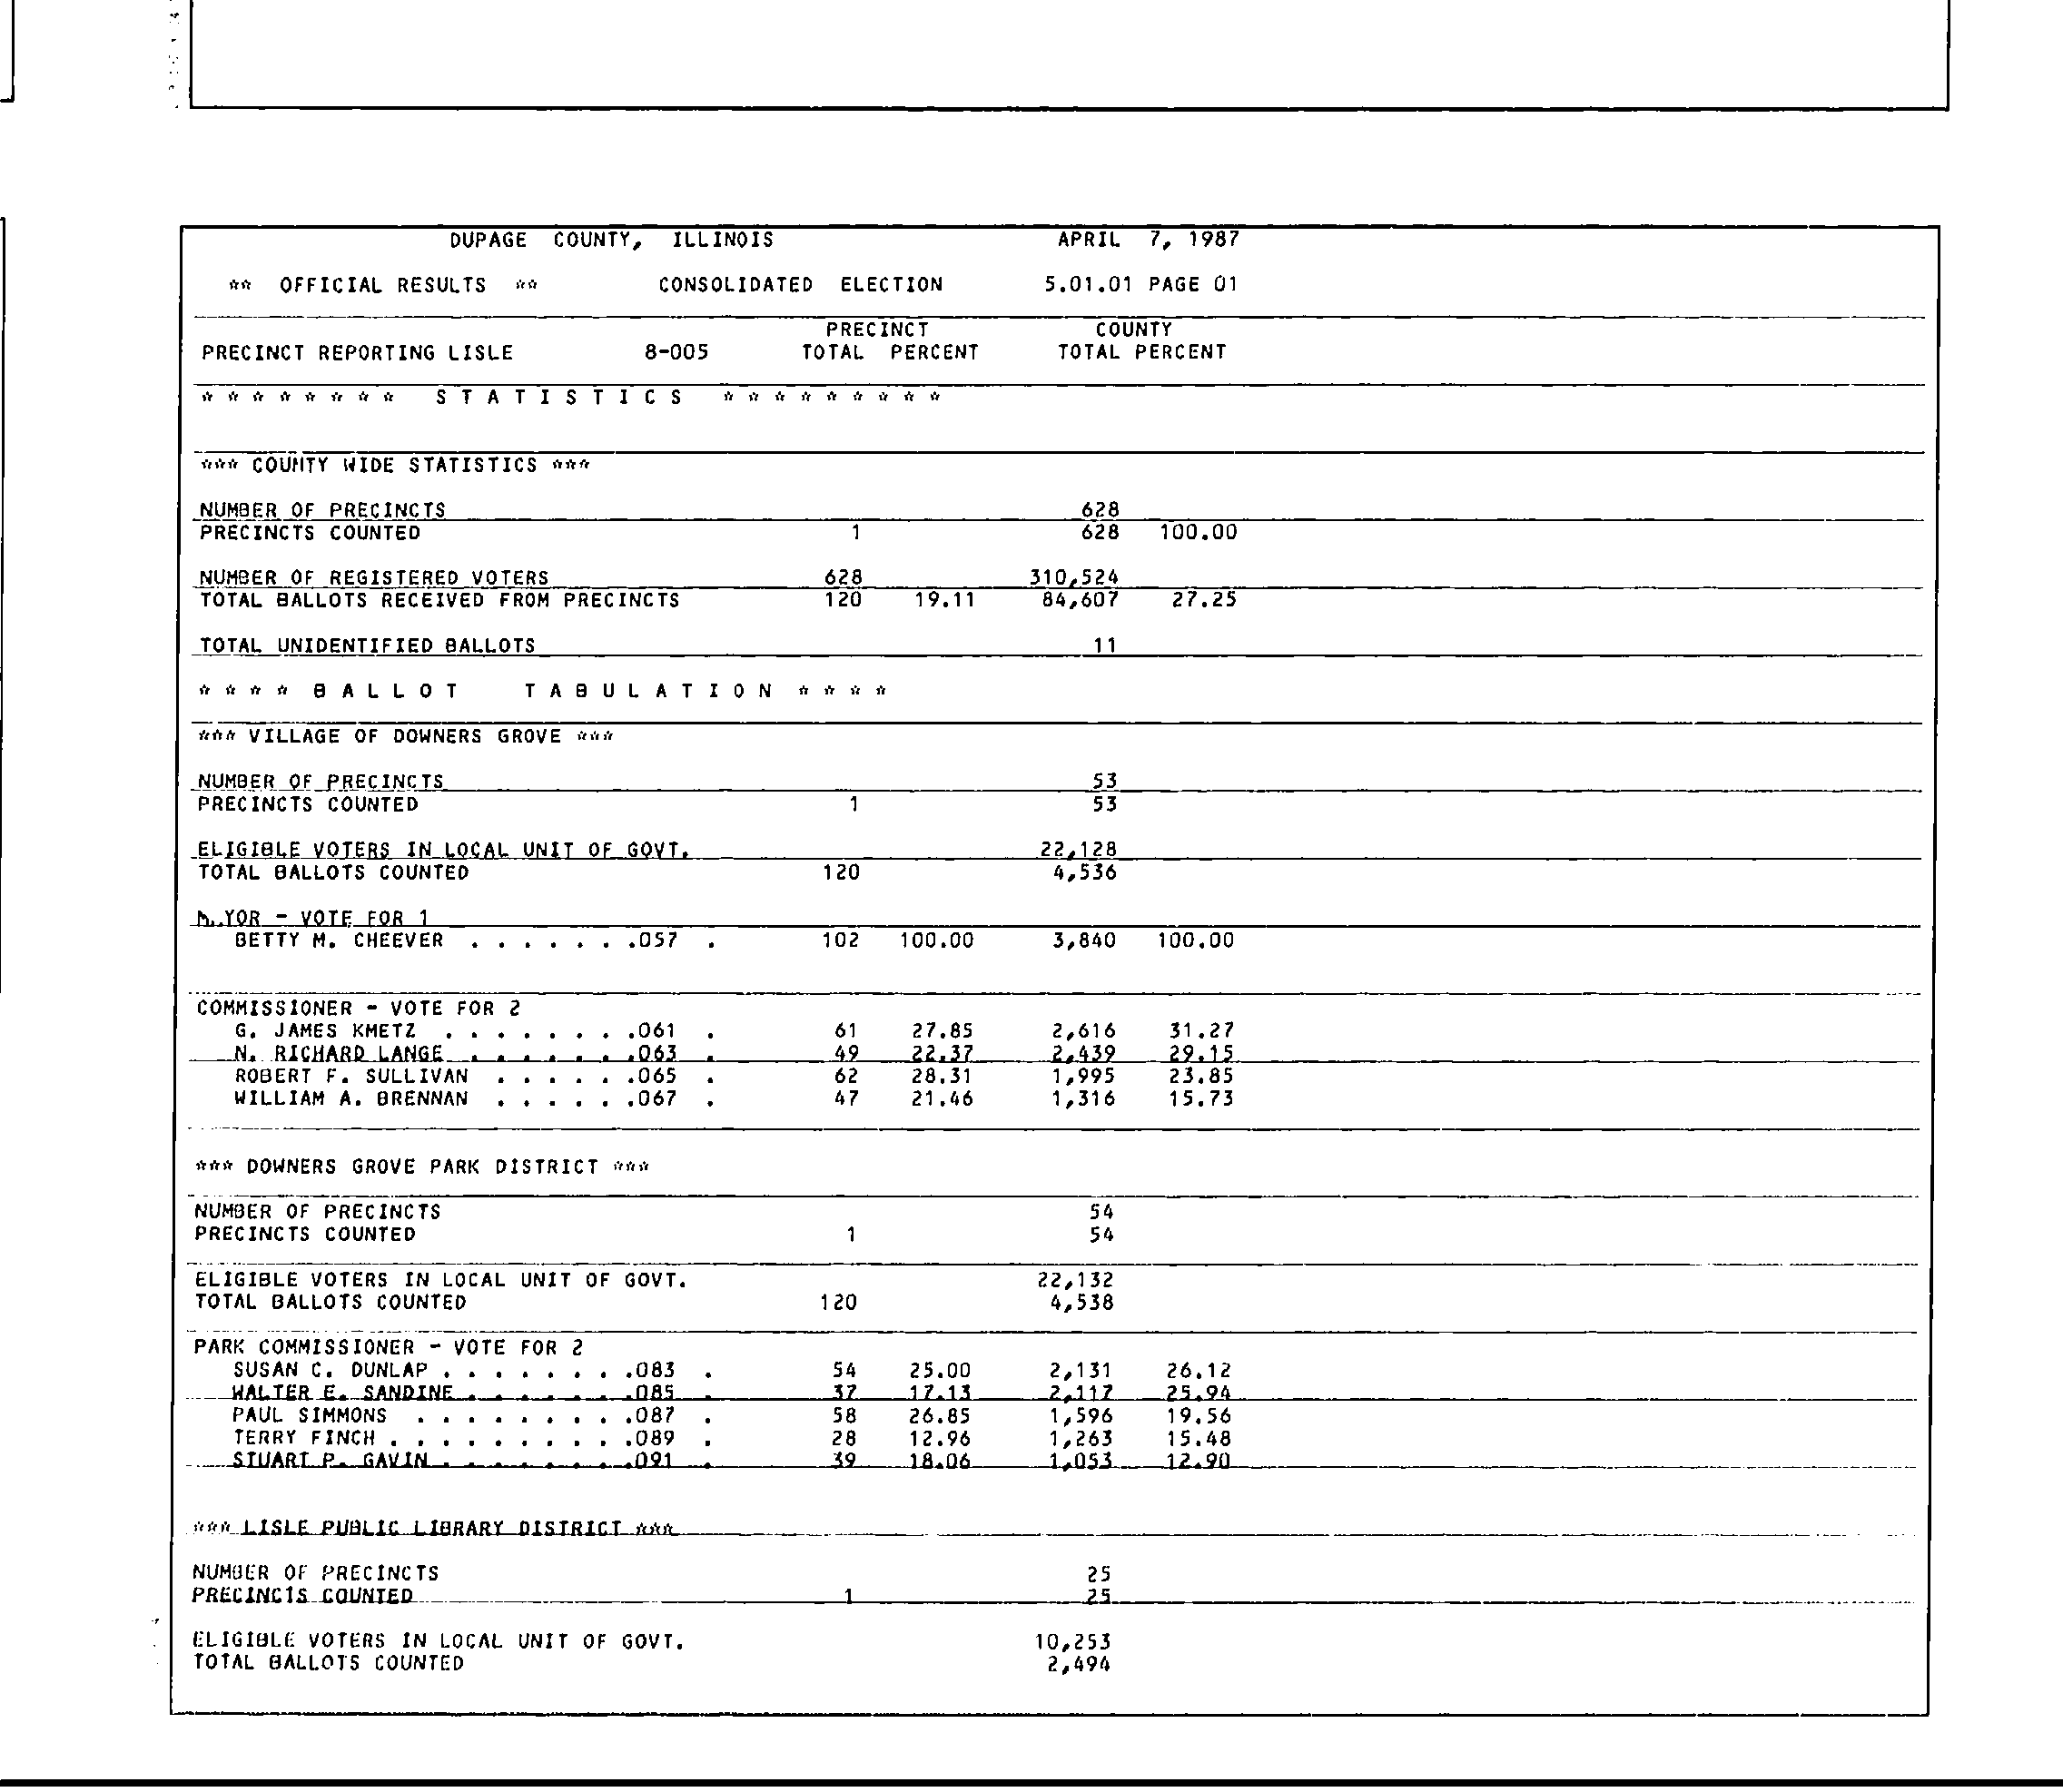 DUPAGE COUNTY, ILLINOIS APRIL 7, 1987
** OFFICIAL RESULTS ** CONSOLIDATED ELECTION 5.01.01 PAGE 01
PRECINCT COUNTY
PRECINCT REPORTING LISLE 8-005 TOTAL PERCENT TOTAL PERCENT
* * * * * * * * S T A T I S T I C S * * * * * * * * *
*** COUNTY WIDE STATISTICS ***
NUMBER OF PRECINCTS 628
PRECINCTS COUNTED 1 628 100.00
NUMBER OF REGISTERED VOTERS 628 310,524
TOTAL BALLOTS RECEIVED FROM PRECINCTS 120 19.11 84,607 27.25
TOTAL UNIDENTIFIED BALLOTS 11
* * * * B A L L O T T A B U L A T I O N * * * *
*** VILLAGE OF DOWNERS GROVE ***
NUMBER OF PRECINCTS 53
PRECINCTS COUNTED 1 53
ELIGIBLE VOTERS IN LOCAL UNIT OF GOVT. 22,128
TOTAL BALLOTS COUNTED 120 4,536
MAYOR - VOTE FOR 1
BETTY M. CHEEVER . . . . . . .057 . 102 100.00 3,840 100.00
COMMISSIONER - VOTE FOR 2
G. JAMES KMETZ . . . . . . . .061 . 61 27.85 2,616 31.27
N. RICHARD LANGE . . . . . . .063 . 49 22.37 2,439 29.15
ROBERT F. SULLIVAN . . . . . .065 . 62 28.31 1,995 23.85
WILLIAM A. BRENNAN . . . . . .067 . 47 21.46 1,316 15.73
*** DOWNERS GROVE PARK DISTRICT ***
NUMBER OF PRECINCTS 54
PRECINCTS COUNTED 1 54
ELIGIBLE VOTERS IN LOCAL UNIT OF GOVT. 22,132
TOTAL BALLOTS COUNTED 120 4,538
PARK COMMISSIONER - VOTE FOR 2
SUSAN C. DUNLAP . . . . . . . .083 . 54 25.00 2,131 26.12
WALTER E. SANDINE . . . . . . .085 . 37 17.13 2,117 25.94
PAUL SIMMONS . . . . . . . . .087 . 58 26.85 1,596 19.56
TERRY FINCH . . . . . . . . . .089 . 28 12.96 1,263 15.48
STUART P. GAVIN . . . . . . . .091 . 39 18.06 1,053 12.90
*** LISLE PUBLIC LIBRARY DISTRICT ***
NUMBER OF PRECINCTS 25
PRECINCTS COUNTED 1 25
ELIGIBLE VOTERS IN LOCAL UNIT OF GOVT. 10,253
TOTAL BALLOTS COUNTED 2,494